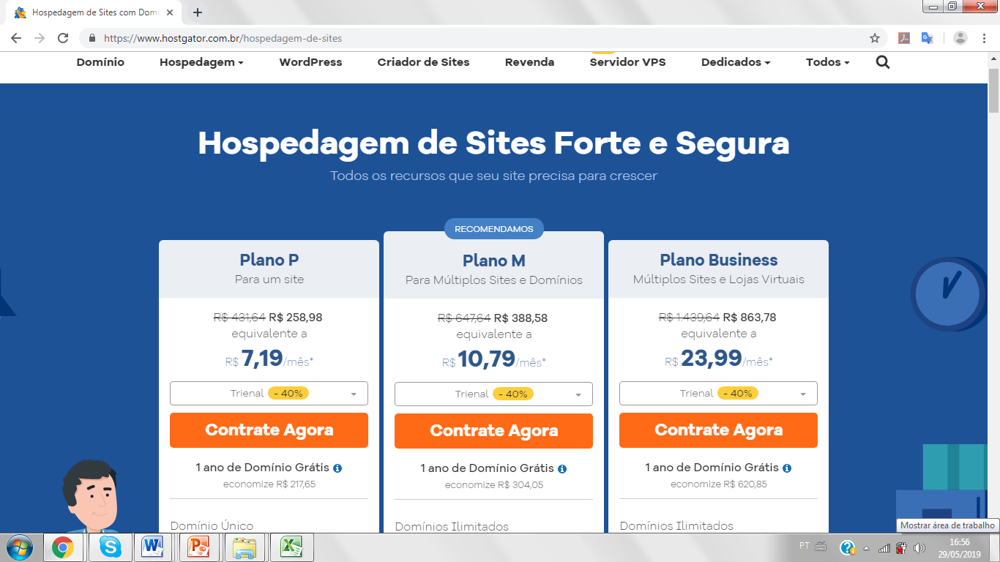 Hospedagem de Sites com Domi
https://www.hostgator.com.br/hospedagem-de-sites
Domínio Hospedagem WordPress Criador de Sites Revenda Servidor VPS Dedicados Todos
Hospedagem de Sites Forte e Segura
Todos os recursos que seu site precisa para crescer
Plano P
Para um site
R$ 431,64 R$ 258,98
equivalente a
R$ 7,19/mês*
Trienal - 40%
Contrate Agora
1 ano de Domínio Grátis
economize R$ 217,65
Domínio Único
RECOMENDAMOS
Plano M
Para Múltiplos Sites e Domínios
R$ 647,64 R$ 388,58
equivalente a
R$ 10,79/mês*
Trienal - 40%
Contrate Agora
1 ano de Domínio Grátis
economize R$ 304,05
Domínios Ilimitados
Plano Business
Múltiplos Sites e Lojas Virtuais
R$ 1.439,64 R$ 863,78
equivalente a
R$ 23,99/mês*
Trienal - 40%
Contrate Agora
1 ano de Domínio Grátis
economize R$ 620,85
Domínios Ilimitados
Mostrar área de trabalho
PT
16:56
29/05/2019